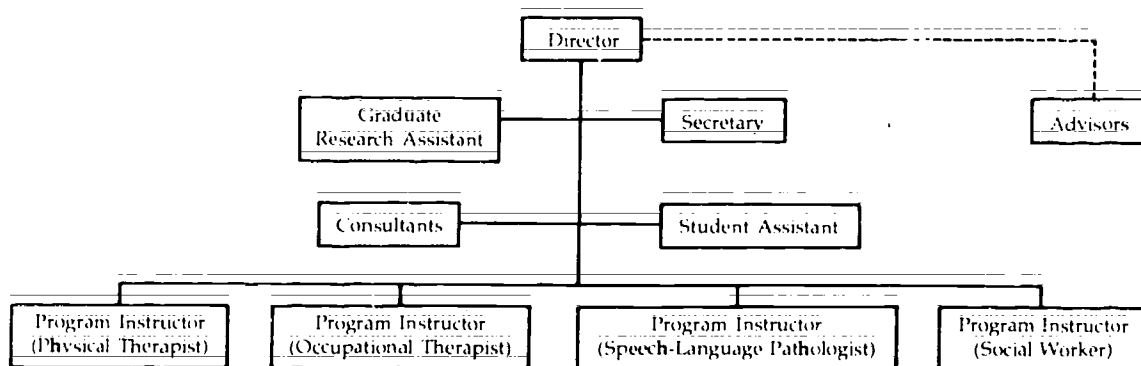 Director
Graduate
Research Assistant
Secretary
Advisors
Consultants
Student Assistant
Program Instructor
(Physical Therapist)
Program Instructor
(Occupational Therapist)
Program Instructor
(Speech-Language Pathologist)
Program Instructor
(Social Worker)